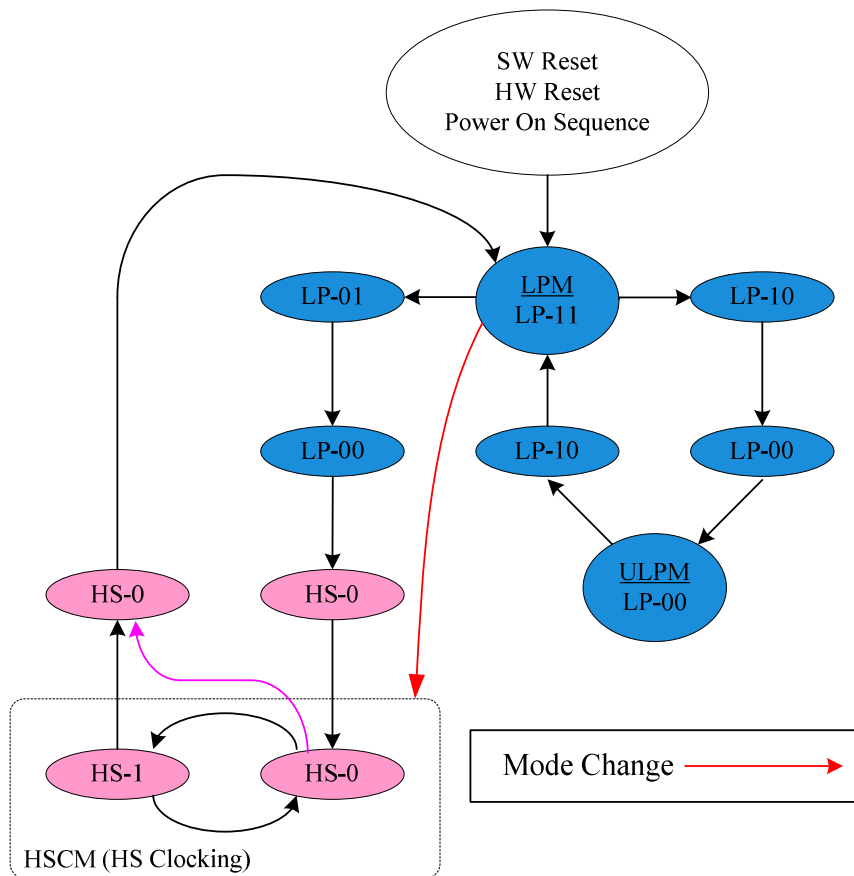 SW Reset
HW Reset
Power On Sequence
LP-01
LPM
LP-11
LP-10
LP-00
LP-10
LP-00
HS-0
HS-0
ULPM
LP-00
HS-1
HS-0
HSCM (HS Clocking)
Mode Change